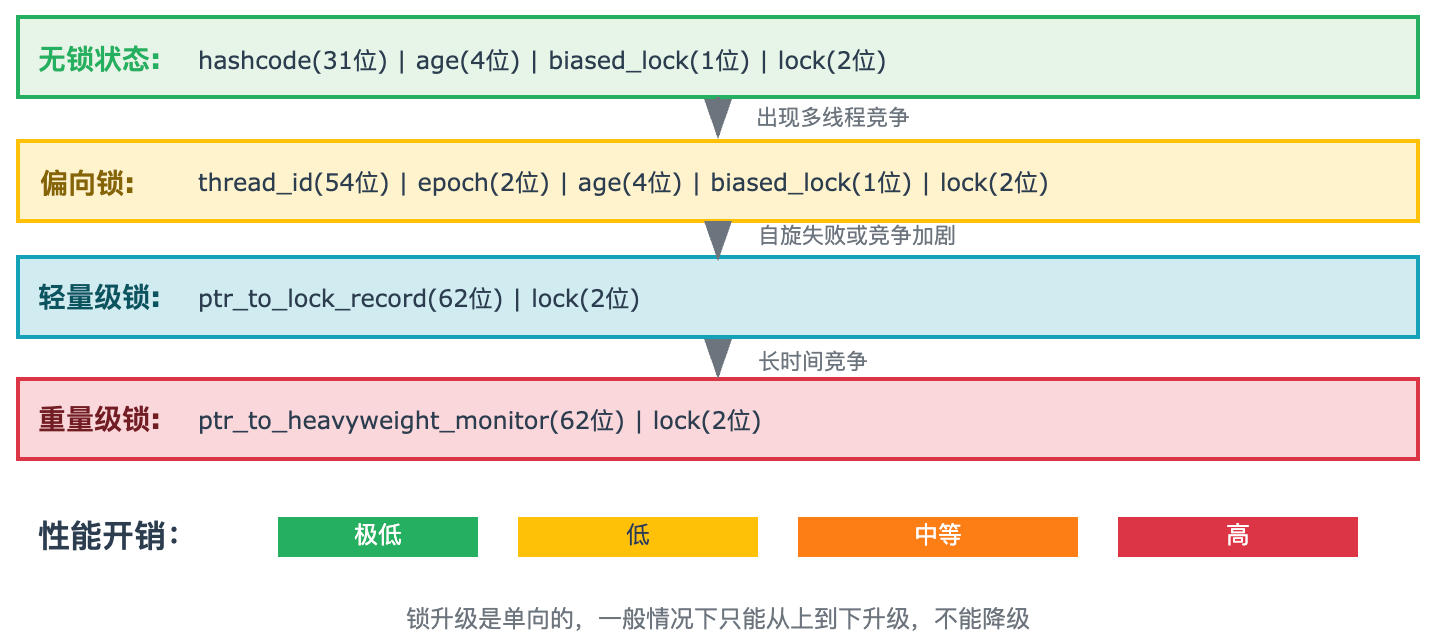 无锁状态: hashcode(31位) | age(4位) | biased_lock(1位) | lock(2位)
出现多线程竞争
偏向锁: thread_id(54位) | epoch(2位) | age(4位) | biased_lock(1位) | lock(2位)
自旋失败或竞争加剧
轻量级锁: ptr_to_lock_record(62位) | lock(2位)
长时间竞争
重量级锁: ptr_to_heavyweight_monitor(62位) | lock(2位)
性能开销： 极低 低 中等 高
锁升级是单向的，一般情况下只能从上到下升级，不能降级